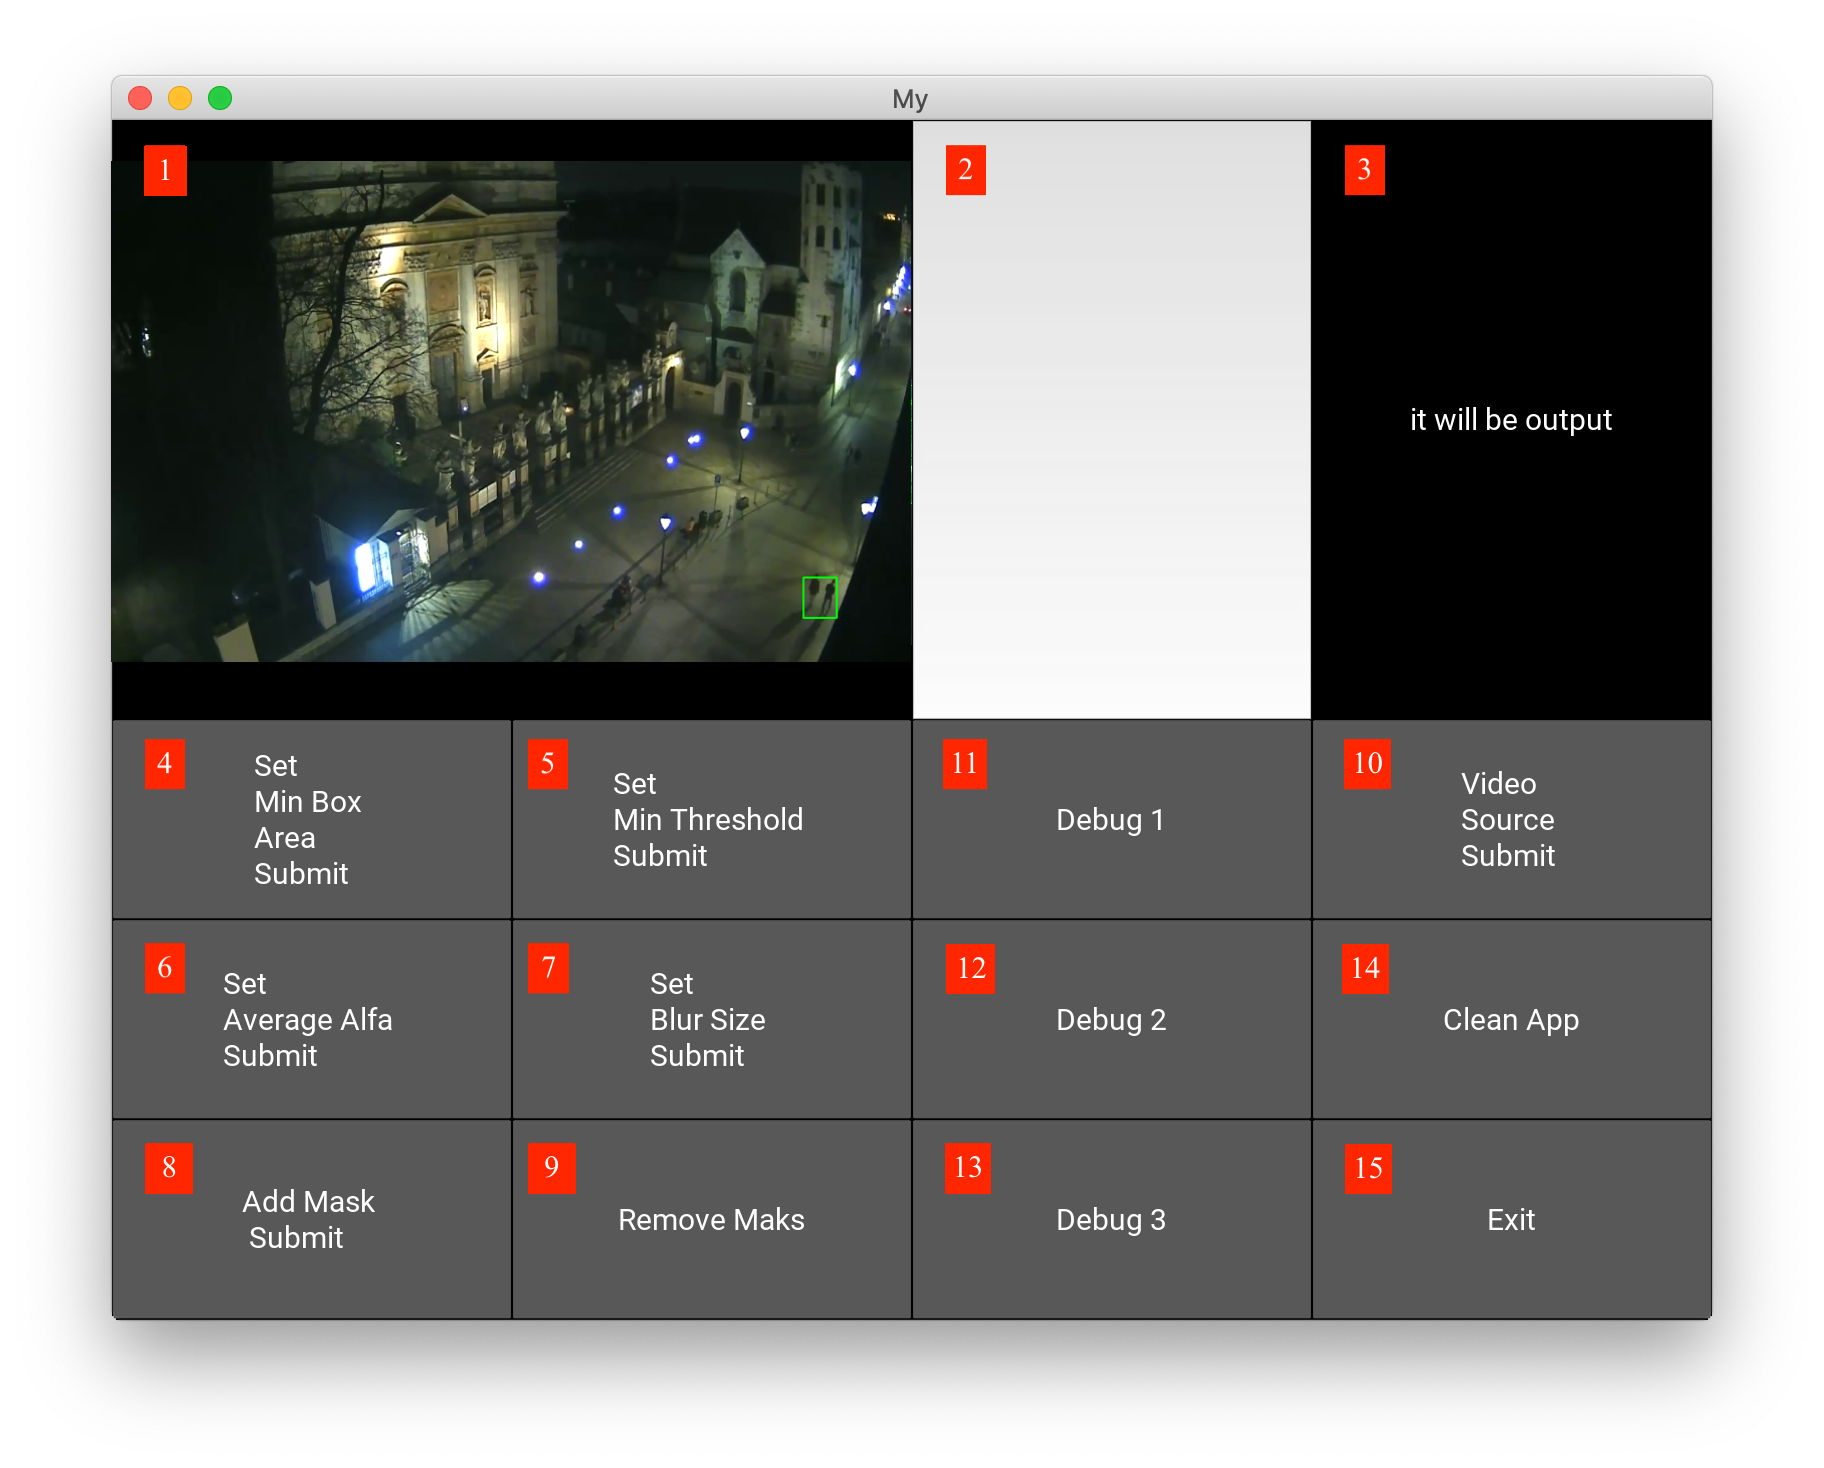 My
1
2
3
it will be output
4
Set
Min Box
Area
Submit
5
Set
Min Threshold
Submit
11
Debug 1
10
Video
Source
Submit
6
Set
Average Alfa
Submit
7
Set
Blur Size
Submit
12
Debug 2
14
Clean App
8
Add Mask
Submit
9
Remove Maks
13
Debug 3
15
Exit